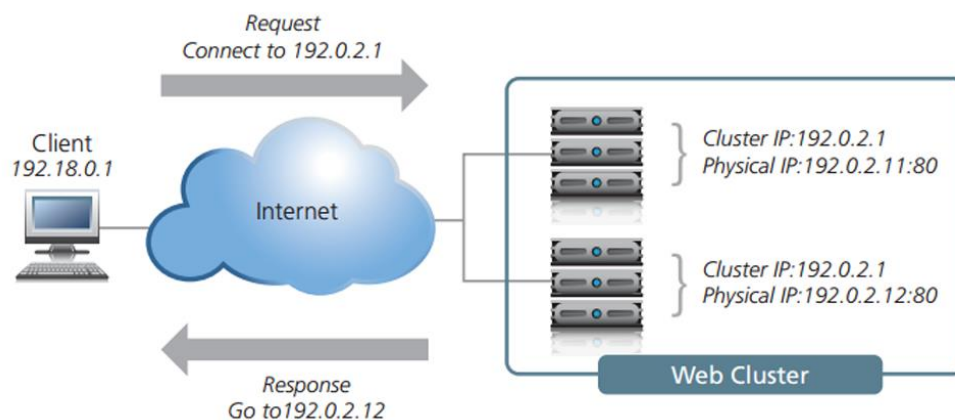 Request
Connect to 192.0.2.1
Client
192.18.0.1
Internet
Cluster IP:192.0.2.1
Physical IP:192.0.2.11:80
Cluster IP:192.0.2.1
Physical IP:192.0.2.12:80
Web Cluster
Response
Go to192.0.2.12